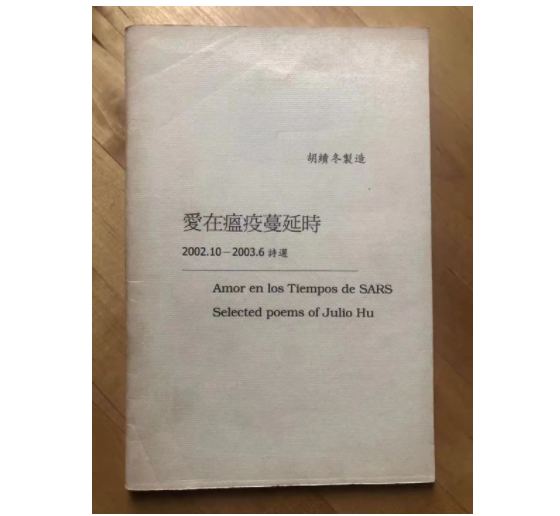 胡續冬製造
愛在瘟疫蔓延時
2002.10－2003.6 詩選
Amor en los Tiempos de SARS
Selected poems of Julio Hu